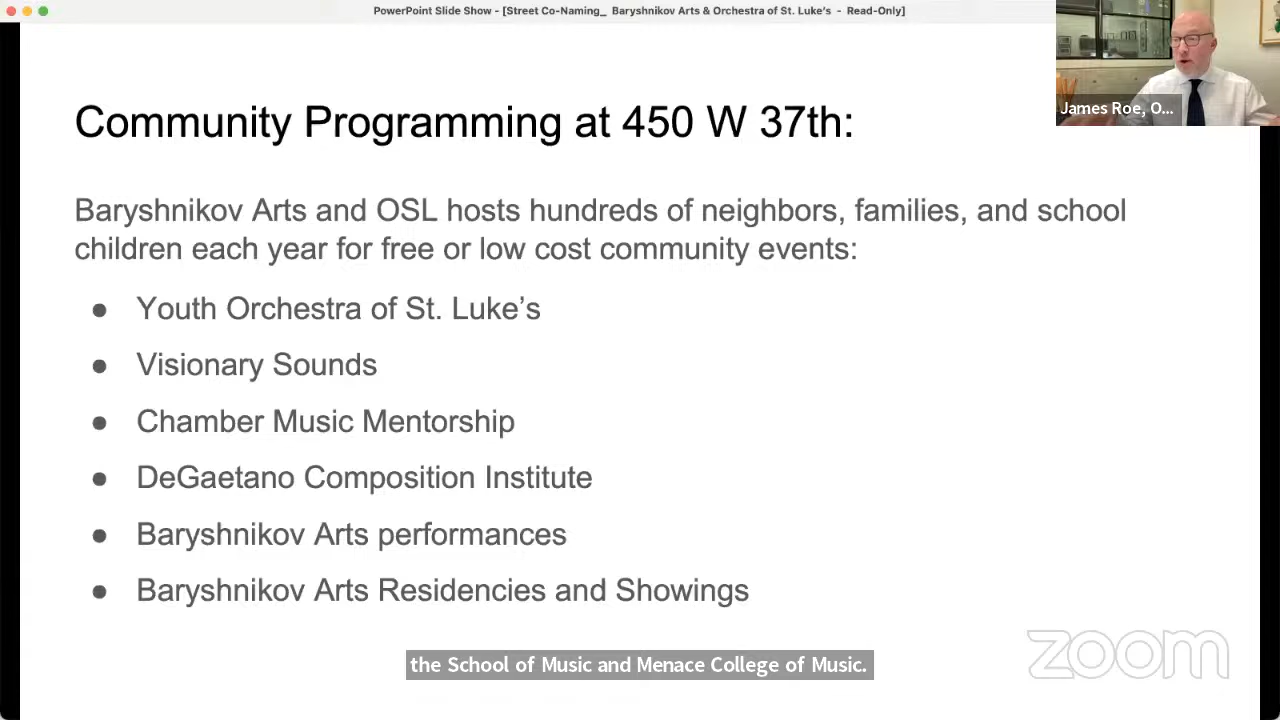 PowerPoint Slide Show - [Street Co-Naming_ Baryshnikov Arts & Orchestra of St. Luke's - Read-Only]
James Roe, O...
Community Programming at 450 W 37th:
Baryshnikov Arts and OSL hosts hundreds of neighbors, families, and school
children each year for free or low cost community events:
● Youth Orchestra of St. Luke’s
● Visionary Sounds
● Chamber Music Mentorship
● DeGaetano Composition Institute
● Baryshnikov Arts performances
● Baryshnikov Arts Residencies and Showings
the School of Music and Menace College of Music.
zoom